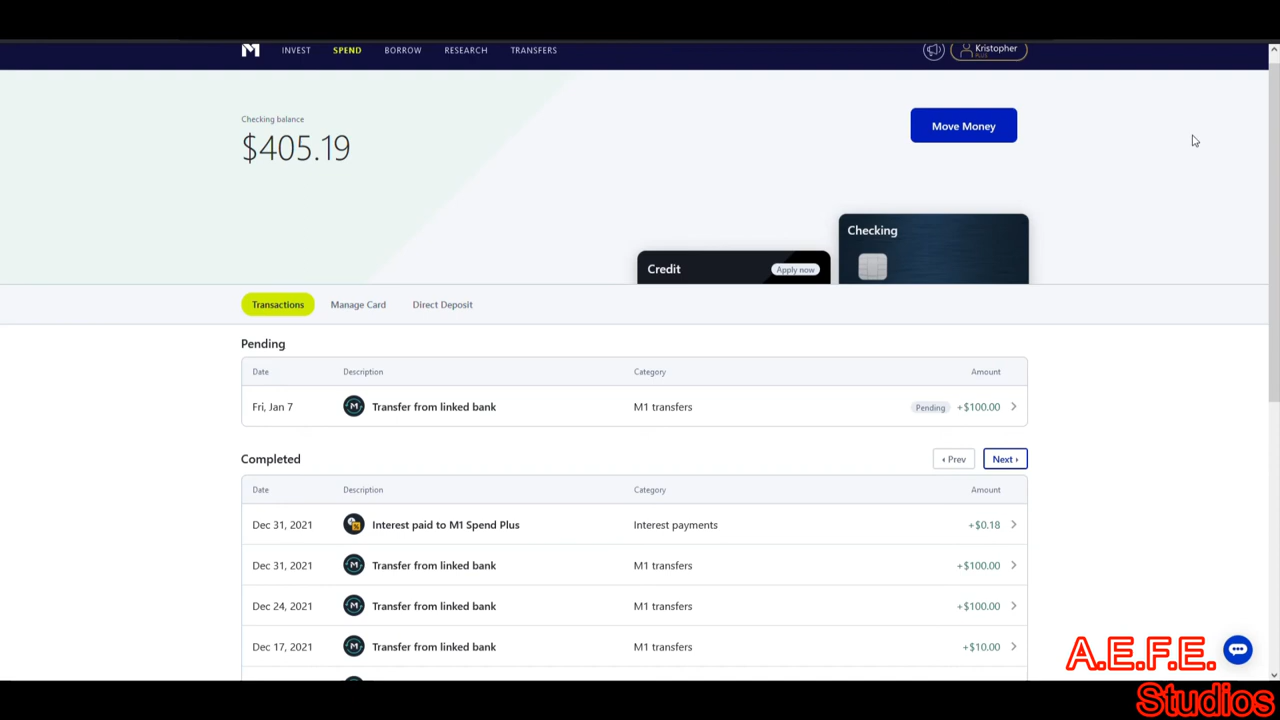 M INVEST SPEND BORROW RESEARCH TRANSFERS Kristopher
PLUS
Checking balance
$405.19
Move Money
Checking
Credit Apply now
Transactions Manage Card Direct Deposit
Pending
Date Description Category Amount
Fri, Jan 7 M Transfer from linked bank M1 transfers Pending +$100.00
Completed ‹ Prev Next ›
Date Description Category Amount
Dec 31, 2021 Interest paid to M1 Spend Plus Interest payments +$0.18
Dec 31, 2021 M Transfer from linked bank M1 transfers +$100.00
Dec 24, 2021 M Transfer from linked bank M1 transfers +$100.00
Dec 17, 2021 M Transfer from linked bank M1 transfers +$10.00
A.E.F.E.
Studios